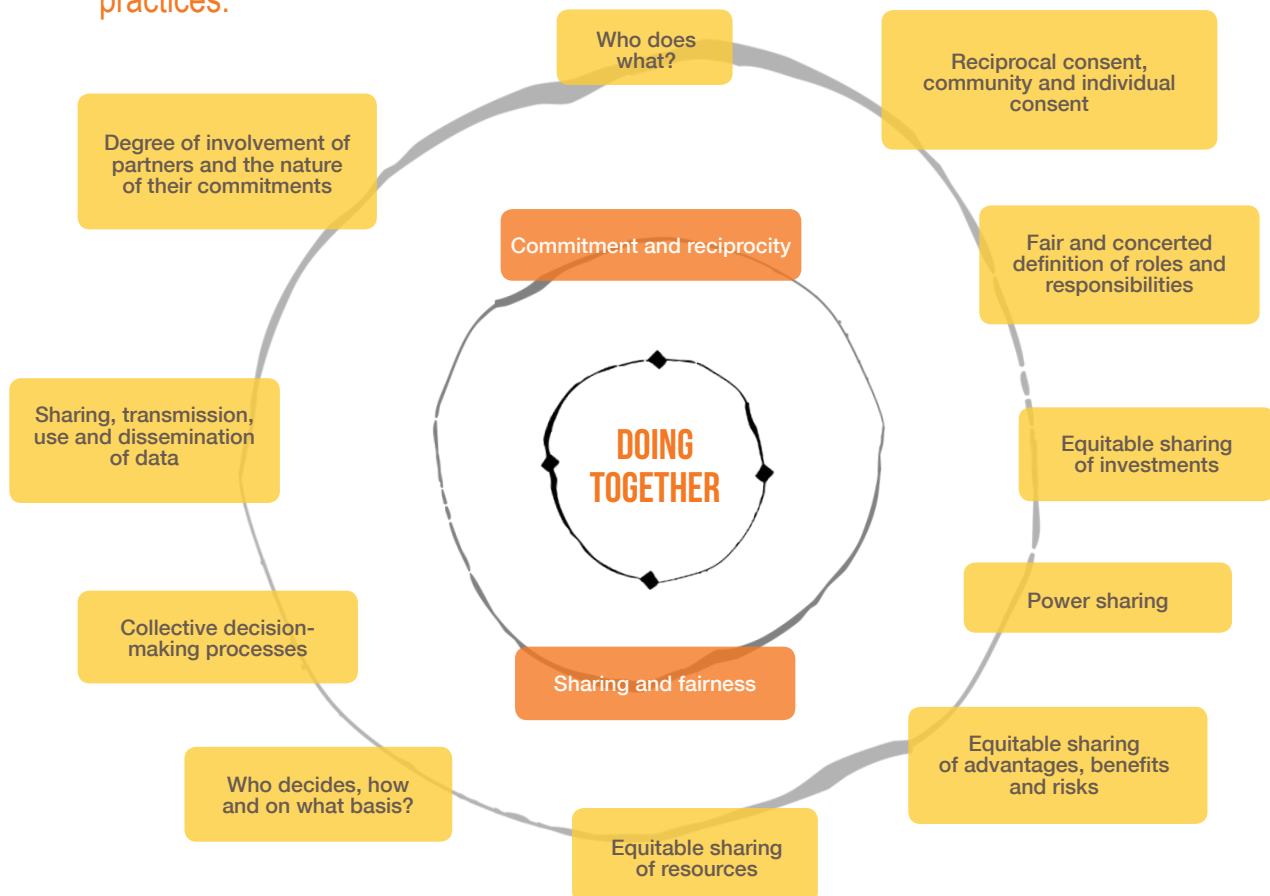 practices.
Who does
what?
Reciprocal consent,
community and individual
consent
Degree of involvement of
partners and the nature
of their commitments
Commitment and reciprocity
Fair and concerted
definition of roles and
responsibilities
Sharing, transmission,
use and dissemination
of data
DOING
TOGETHER
Equitable sharing
of investments
Collective decision-
making processes
Power sharing
Sharing and fairness
Equitable sharing
of advantages, benefits
and risks
Who decides, how
and on what basis?
Equitable sharing
of resources